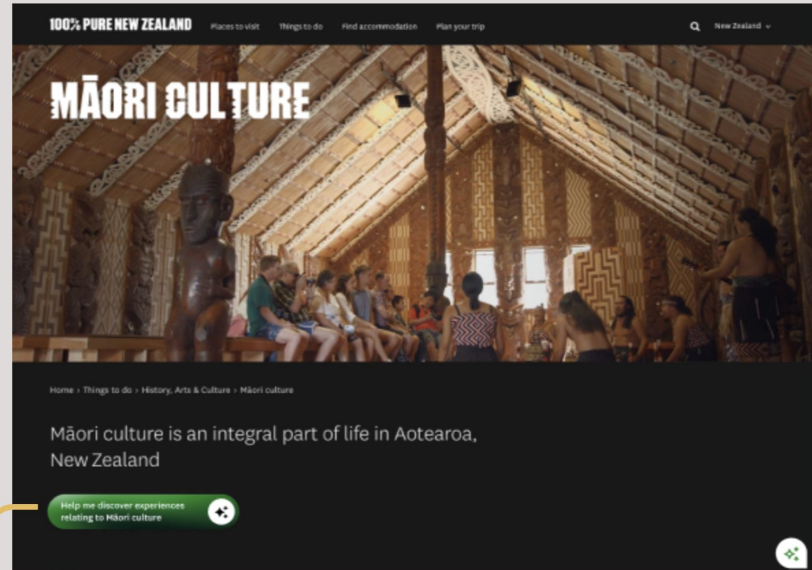 100% PURE NEW ZEALAND
Places to visit
Things to do
Find accommodation
Plan your trip
New Zealand
MĀORI CULTURE
Home › Things to do › History, Arts & Culture › Māori culture
Māori culture is an integral part of life in Aotearoa,
New Zealand
Help me discover experiences
relating to Māori culture